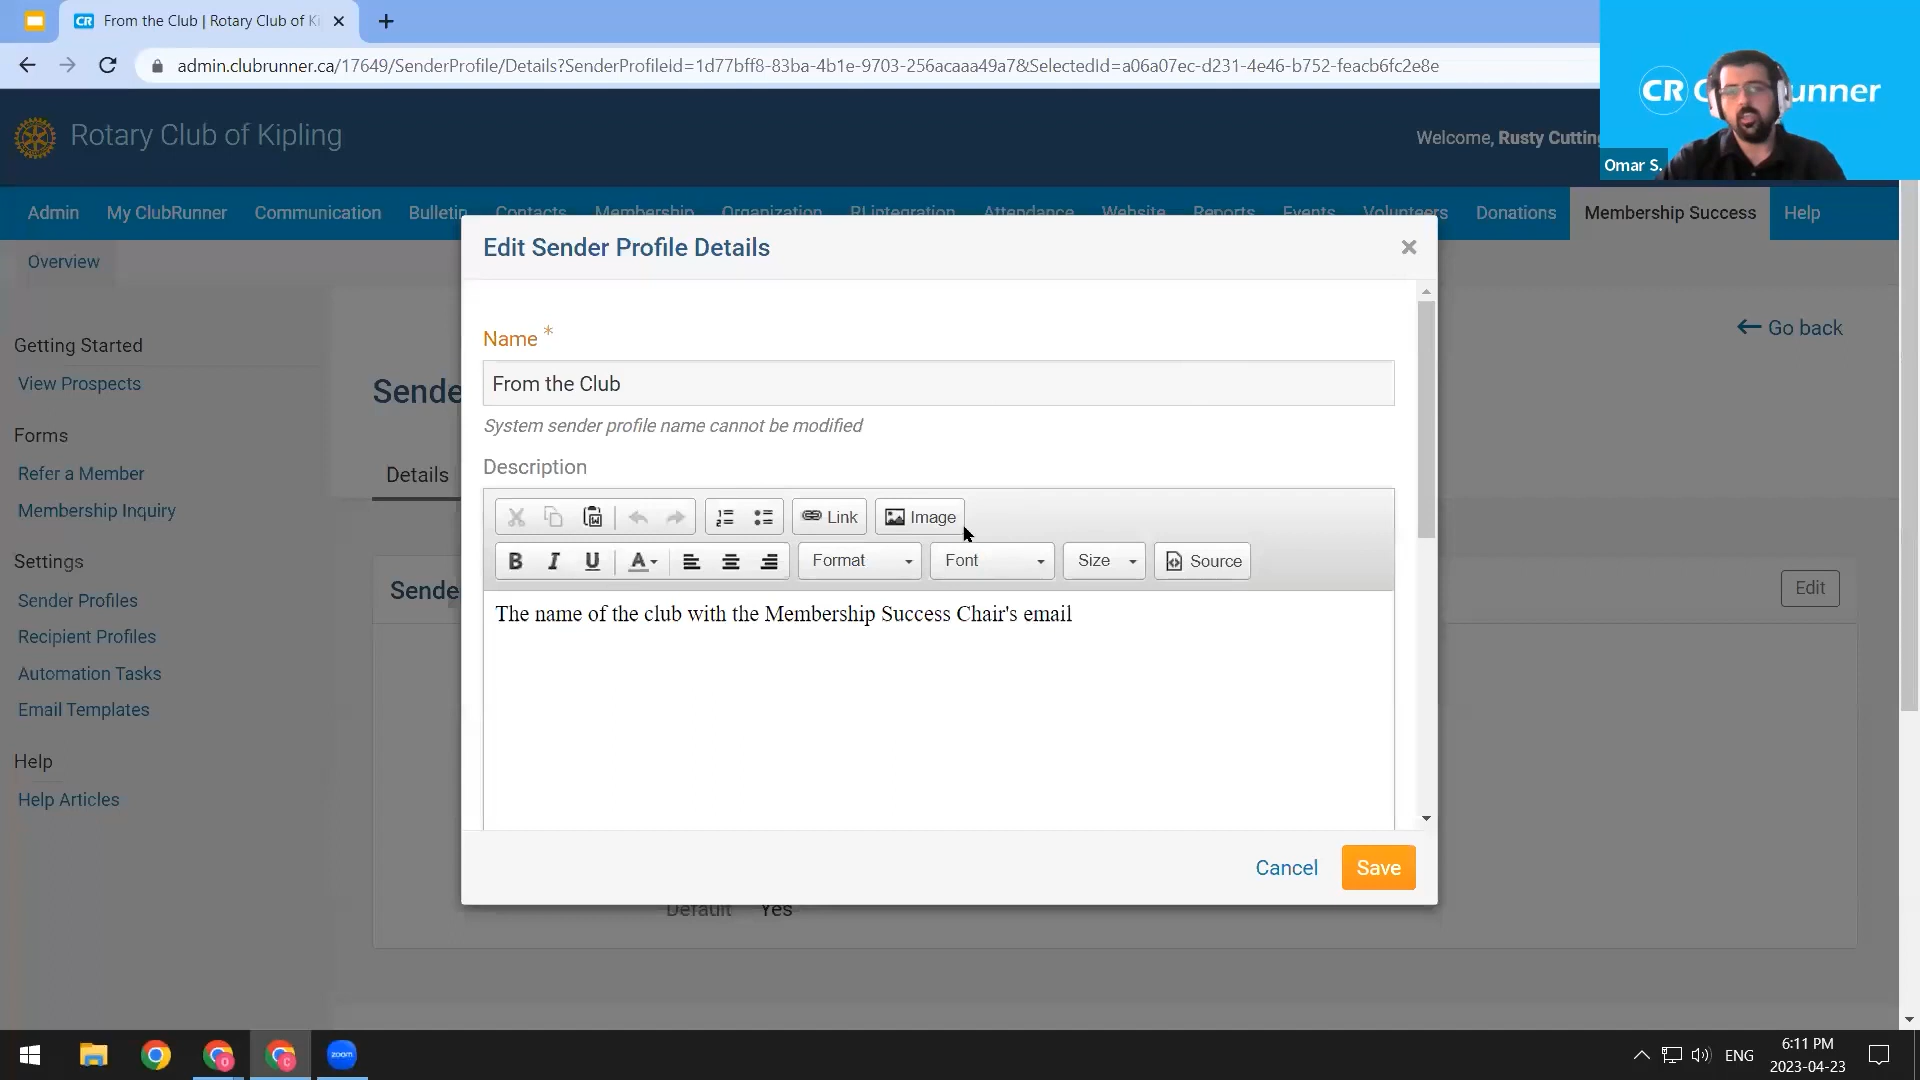 From the Club | Rotary Club of Ki
admin.clubrunner.ca/17649/SenderProfile/Details?SenderProfileId=1d77bff8-83ba-4b1e-9703-256acaaa49a7&SelectedId=a06a07ec-d231-4e46-b752-feacb6fc2e8e
CR
unner
Omar S.
Rotary Club of Kipling
Welcome, Rusty Cutting
Admin My ClubRunner Communication Bulletin Contacts Membership Organization RI Integration Attendance Website Reports Events Volunteers Donations Membership Success Help
Overview
Edit Sender Profile Details
Go back
Getting Started
View Prospects
Forms
Refer a Member
Membership Inquiry
Settings
Sender Profiles
Recipient Profiles
Automation Tasks
Email Templates
Help
Help Articles
Sende
Details
Sende
Edit
Name *
From the Club
System sender profile name cannot be modified
Description
Link Image
B I U A Format Font Size Source
The name of the club with the Membership Success Chair's email
Cancel Save
Default Yes
zoom
ENG
6:11 PM
2023-04-23